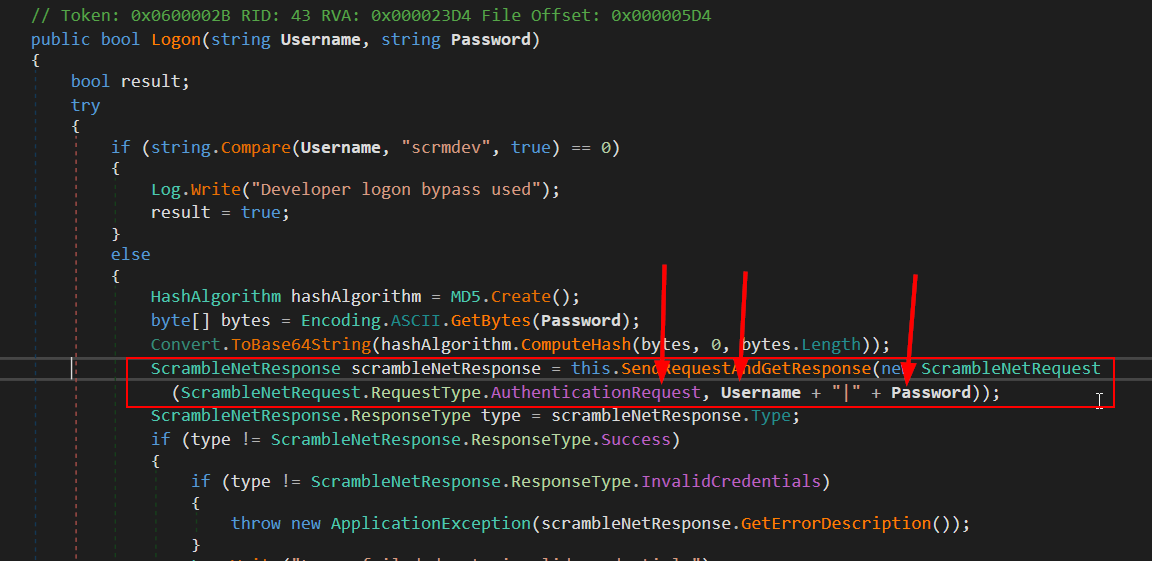 // Token: 0x0600002B RID: 43 RVA: 0x000023D4 File Offset: 0x000005D4
public bool Logon(string Username, string Password)
{
bool result;
try
{
if (string.Compare(Username, "scrmdev", true) == 0)
{
Log.Write("Developer logon bypass used");
result = true;
}
else
{
HashAlgorithm hashAlgorithm = MD5.Create();
byte[] bytes = Encoding.ASCII.GetBytes(Password);
Convert.ToBase64String(hashAlgorithm.ComputeHash(bytes, 0, bytes.Length));
ScrambleNetResponse scrambleNetResponse = this.SendRequestAndGetResponse(new ScrambleNetRequest
(ScrambleNetRequest.RequestType.AuthenticationRequest, Username + "|" + Password));
ScrambleNetResponse.ResponseType type = scrambleNetResponse.Type;
if (type != ScrambleNetResponse.ResponseType.Success)
{
if (type != ScrambleNetResponse.ResponseType.InvalidCredentials)
{
throw new ApplicationException(scrambleNetResponse.GetErrorDescription());
}